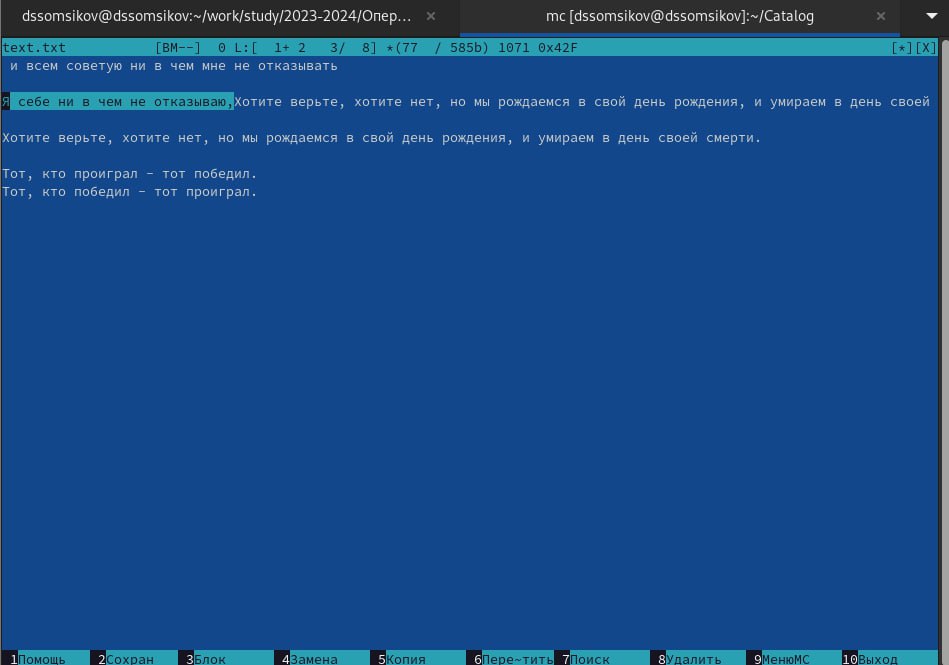 dssomsikov@dssomsikov:~/work/study/2023-2024/Опер... × mc [dssomsikov@dssomsikov]:~/Catalog ×
text.txt [BM--] 0 L:[ 1+ 2 3/ 8] *(77 / 585b) 1071 0x42F [*][X]
и всем советую ни в чем мне не отказывать
Я себе ни в чем не отказываю,Хотите верьте, хотите нет, но мы рождаемся в свой день рождения, и умираем в день своей
Хотите верьте, хотите нет, но мы рождаемся в свой день рождения, и умираем в день своей смерти.
Тот, кто проиграл – тот победил.
Тот, кто победил – тот проиграл.
1Помощь 2Сохран 3Блок 4Замена 5Копия 6Пере~тить 7Поиск 8Удалить 9МенюMC 10Выход